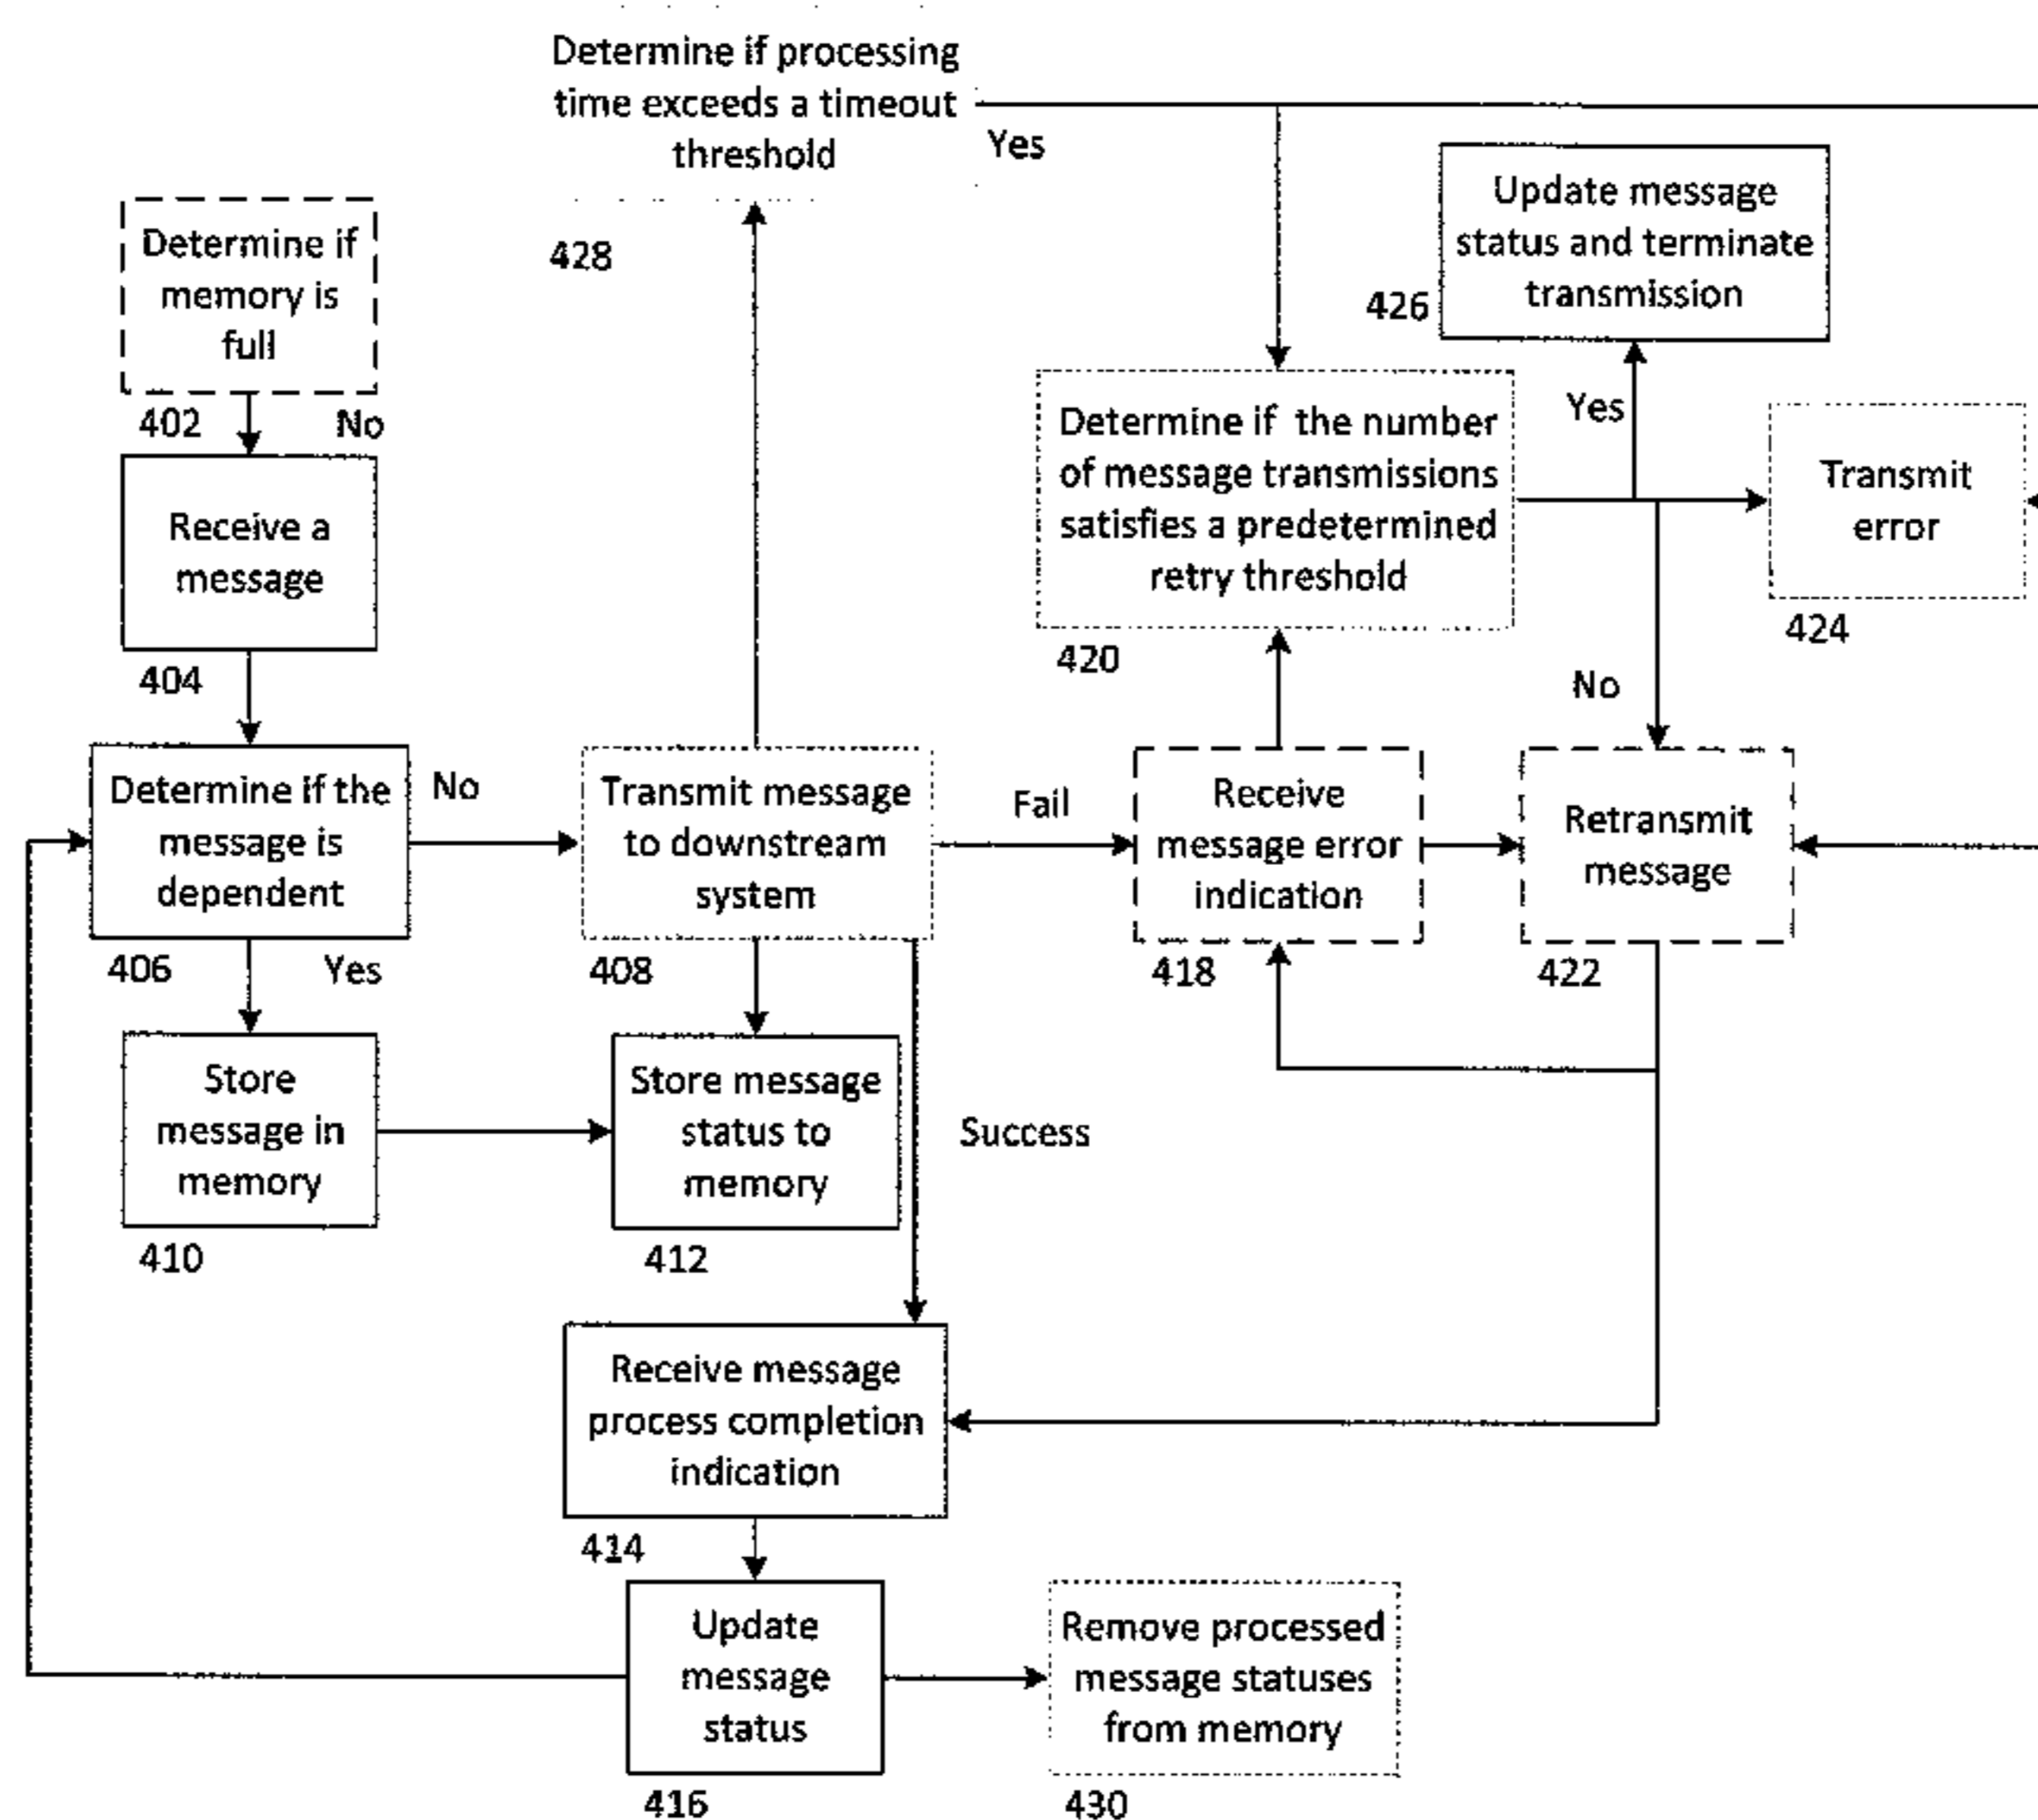 Determine if processing
time exceeds a timeout
threshold
Yes
428
Determine if
memory is
full
402
No
Update message
status and terminate
transmission
426
Yes
Receive a
message
404
Determine if the number
of message transmissions
satisfies a predetermined
retry threshold
420
Transmit
error
424
No
Determine if the
message is
dependent
406
No
Yes
Transmit message
to downstream
system
408
Fail
Receive
message error
indication
418
Retransmit
message
422
Store
message in
memory
410
Store message
status to
memory
412
Success
Receive message
process completion
indication
414
Update
message
status
416
Remove processed
message statuses
from memory
430